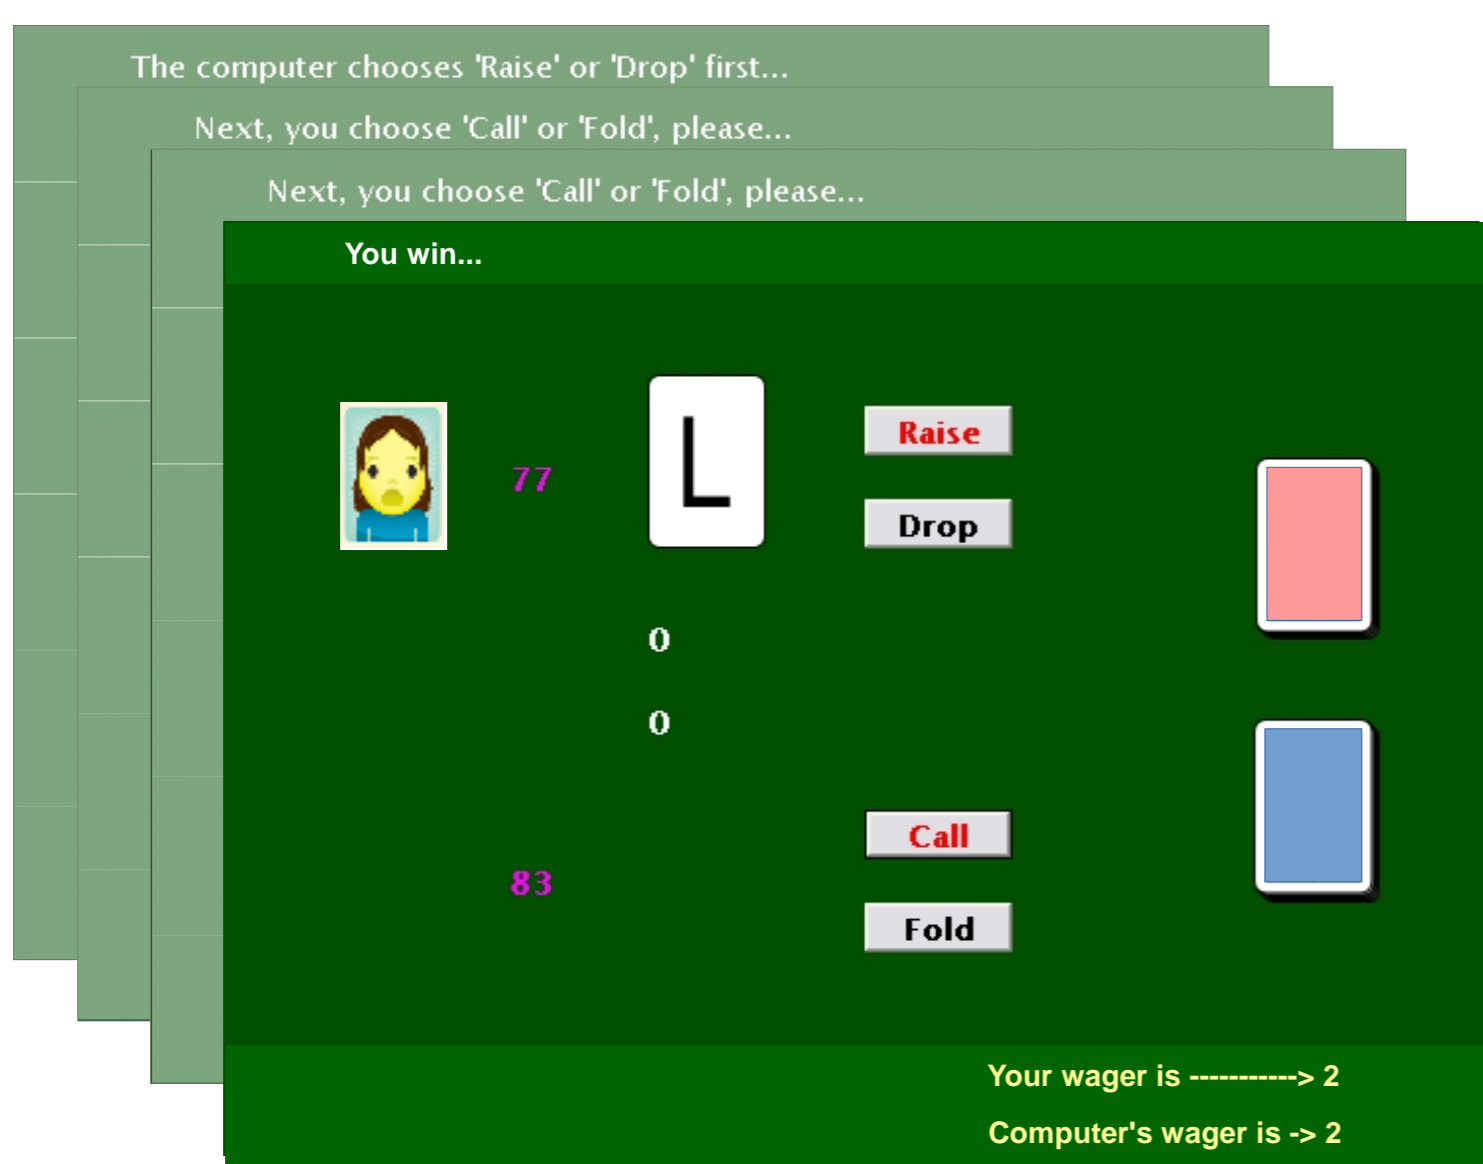 The computer chooses 'Raise' or 'Drop' first...
Next, you choose 'Call' or 'Fold', please...
Next, you choose 'Call' or 'Fold', please...
You win...
77
L
Raise
Drop
0
0
83
Call
Fold
Your wager is -----------> 2
Computer's wager is -> 2